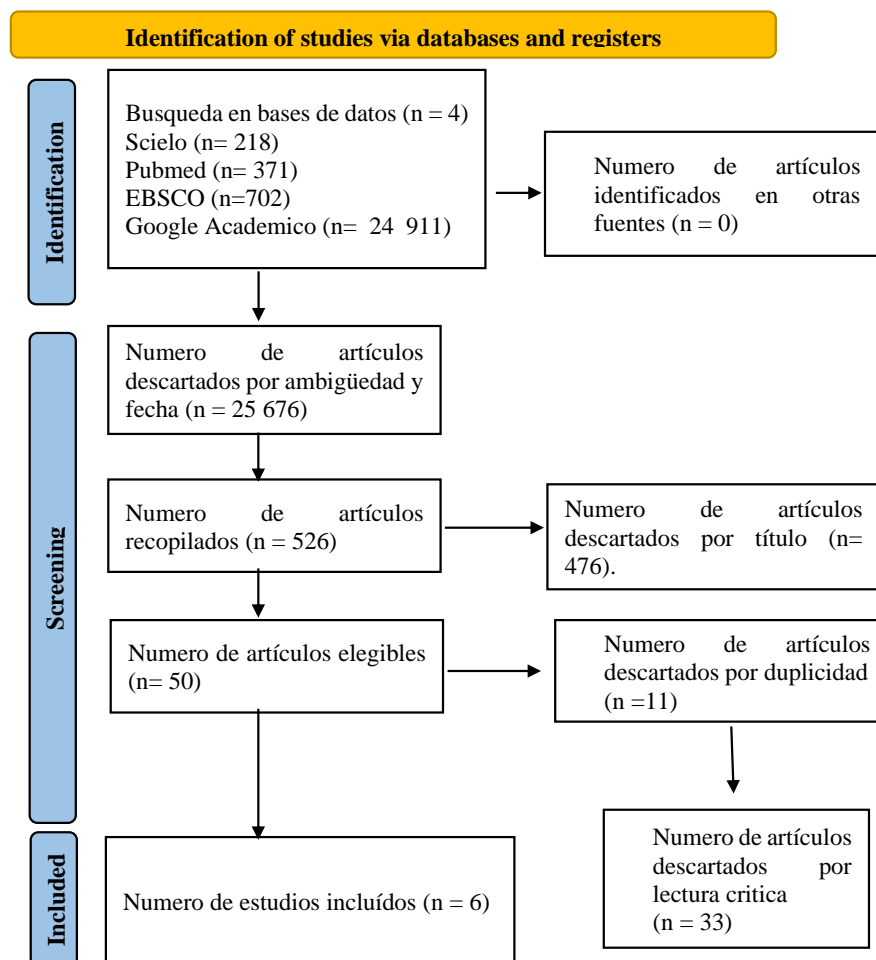 Identification of studies via databases and registers
Identification
Busqueda en bases de datos (n = 4)
Scielo (n= 218)
Pubmed (n= 371)
EBSCO (n=702)
Google Academico (n= 24 911)
Numero de artículos
identificados en otras
fuentes (n = 0)
Screening
Numero de artículos
descartados por ambigüedad y
fecha (n = 25 676)
Numero de artículos
recopilados (n = 526)
Numero de artículos
descartados por título (n=
476).
Numero de artículos elegibles
(n= 50)
Numero de artículos
descartados por duplicidad
(n =11)
Numero de artículos
descartados por
lectura critica
(n = 33)
Included
Numero de estudios incluídos (n = 6)